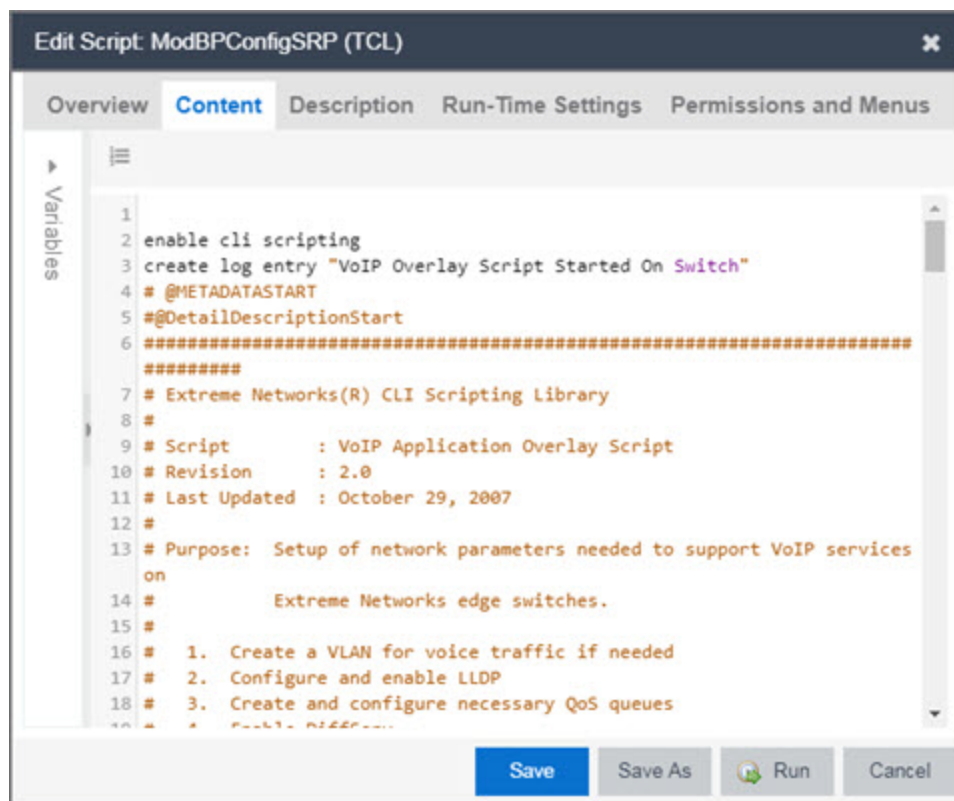 Edit Script: ModBPConfigSRP (TCL)
Overview Content Description Run-Time Settings Permissions and Menus
Variables
1
2 enable cli scripting
3 create log entry "VoIP Overlay Script Started On Switch"
4 # @METADATASTART
5 #@DetailDescriptionStart
6 #######################################################################
#########
7 # Extreme Networks(R) CLI Scripting Library
8 #
9 # Script : VoIP Application Overlay Script
10 # Revision : 2.0
11 # Last Updated : October 29, 2007
12 #
13 # Purpose: Setup of network parameters needed to support VoIP services
on
14 # Extreme Networks edge switches.
15 #
16 # 1. Create a VLAN for voice traffic if needed
17 # 2. Configure and enable LLDP
18 # 3. Create and configure necessary QoS queues
19 # 4. Enable DiffServ
Save Save As Run Cancel